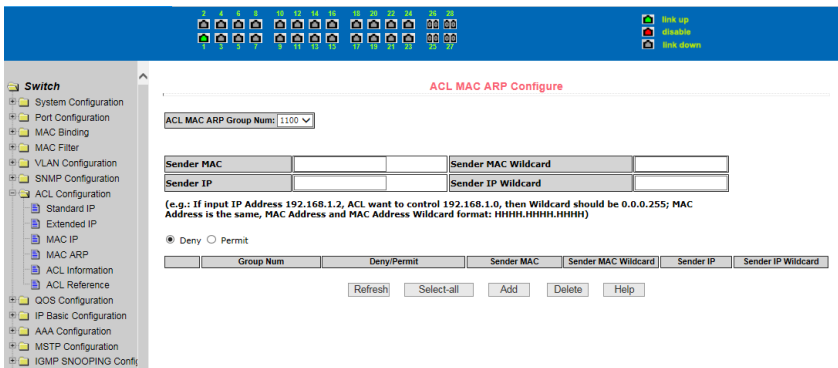 2 4 6 8 10 12 14 16 18 20 22 24 26 28
1 3 5 7 9 11 13 15 17 19 21 23 25 27
link up
disable
link down
Switch
System Configuration
Port Configuration
MAC Binding
MAC Filter
VLAN Configuration
SNMP Configuration
ACL Configuration
Standard IP
Extended IP
MAC IP
MAC ARP
ACL Information
ACL Reference
QOS Configuration
IP Basic Configuration
AAA Configuration
MSTP Configuration
IGMP SNOOPING Config
ACL MAC ARP Configure
ACL MAC ARP Group Num: 1100
Sender MAC Sender MAC Wildcard
Sender IP Sender IP Wildcard
(e.g.: If input IP Address 192.168.1.2, ACL want to control 192.168.1.0, then Wildcard should be 0.0.0.255; MAC
Address is the same, MAC Address and MAC Address Wildcard format: HHHH.HHHH.HHHH)
Deny Permit
Group Num Deny/Permit Sender MAC Sender MAC Wildcard Sender IP Sender IP Wildcard
Refresh Select-all Add Delete Help